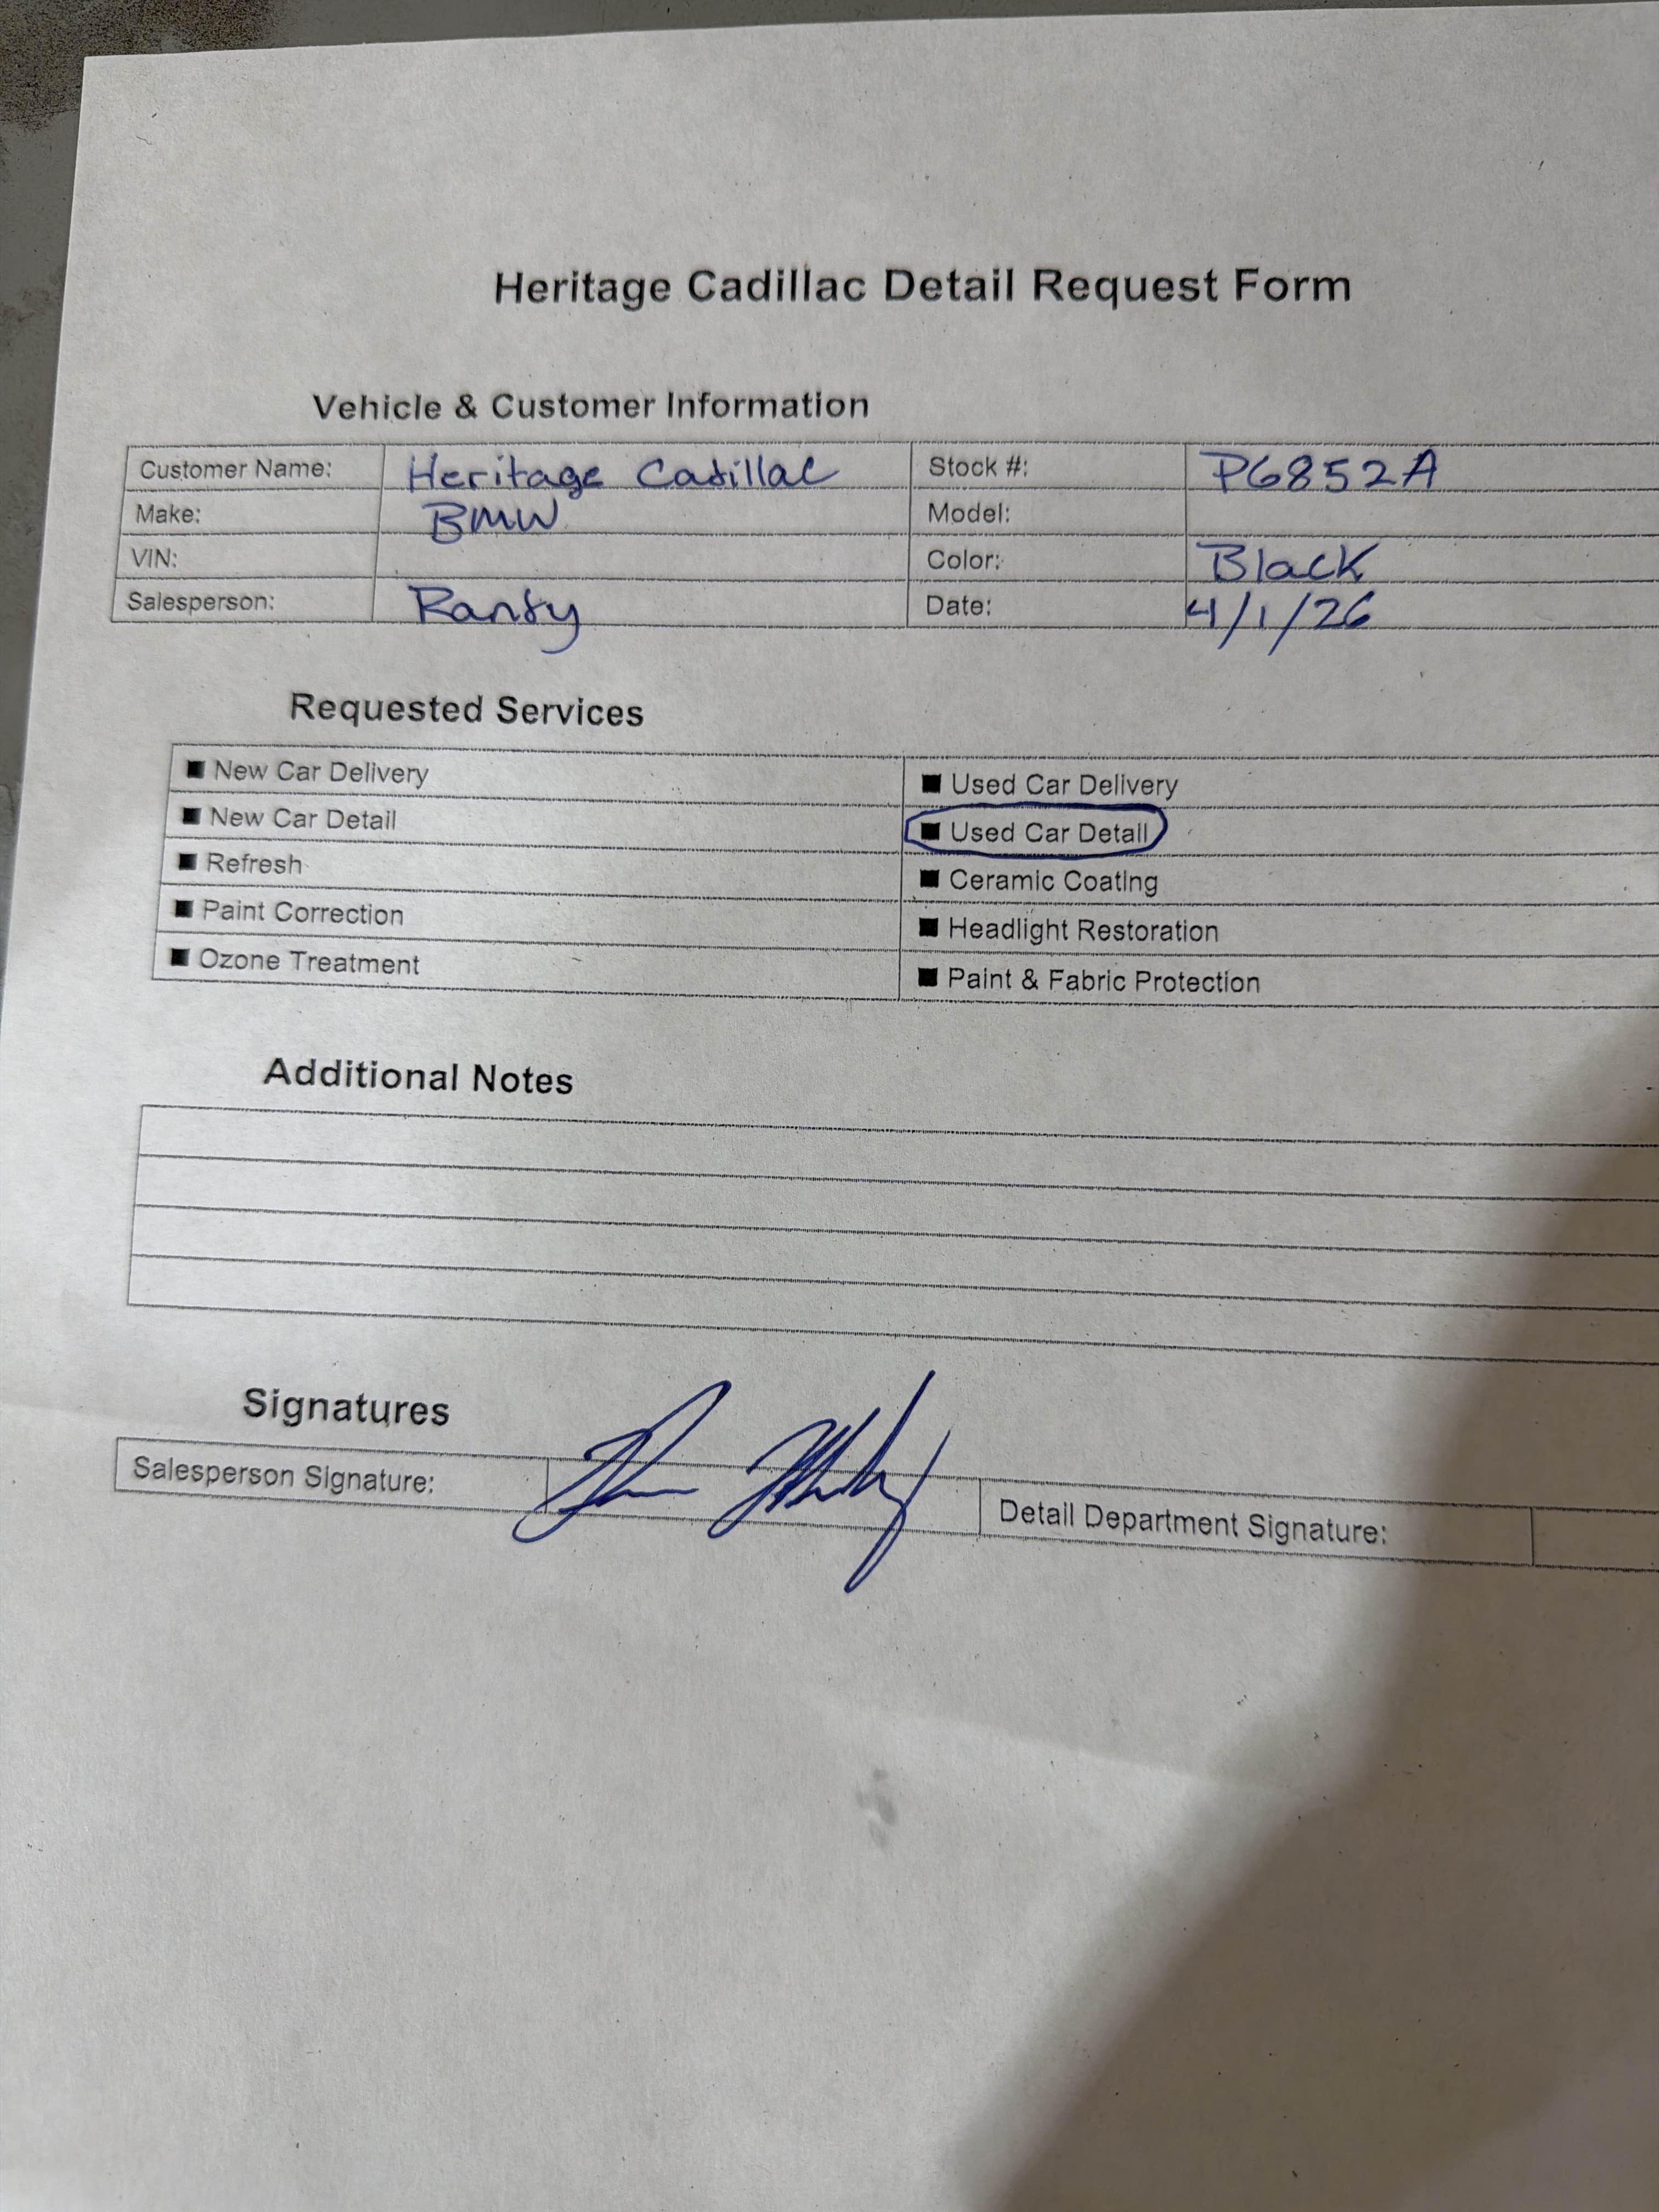 Heritage Cadillac Detail Request Form
Vehicle & Customer Information
Customer Name: Heritage Cadillac Stock #: P6852A
Make: BMW Model:
VIN: Color: Black
Salesperson: Randy Date: 4/1/26
Requested Services
■ New Car Delivery ■ Used Car Delivery
■ New Car Detail ■ Used Car Detail
■ Refresh ■ Ceramic Coating
■ Paint Correction ■ Headlight Restoration
■ Ozone Treatment ■ Paint & Fabric Protection
Additional Notes
Signatures
Salesperson Signature: Detail Department Signature: